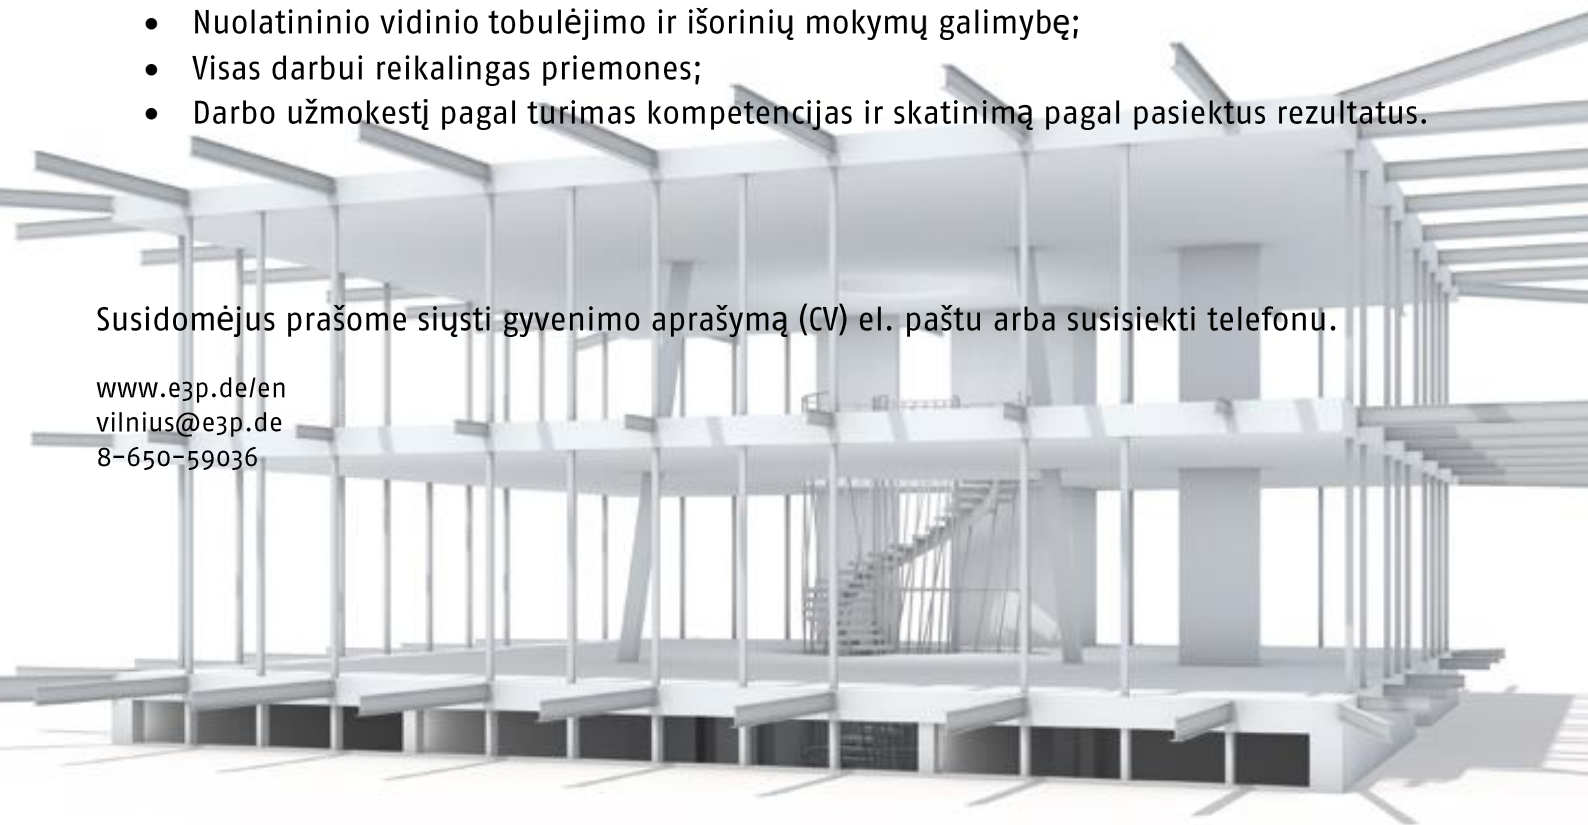 • Nuolatininio vidinio tobulėjimo ir išorinių mokymų galimybę;
• Visas darbui reikalingas priemones;
• Darbo užmokestį pagal turimas kompetencijas ir skatinimą pagal pasiektus rezultatus.
Susidomėjus prašome siųsti gyvenimo aprašymą (CV) el. paštu arba susisiekti telefonu.
www.e3p.de/en
vilnius@e3p.de
8-650-59036